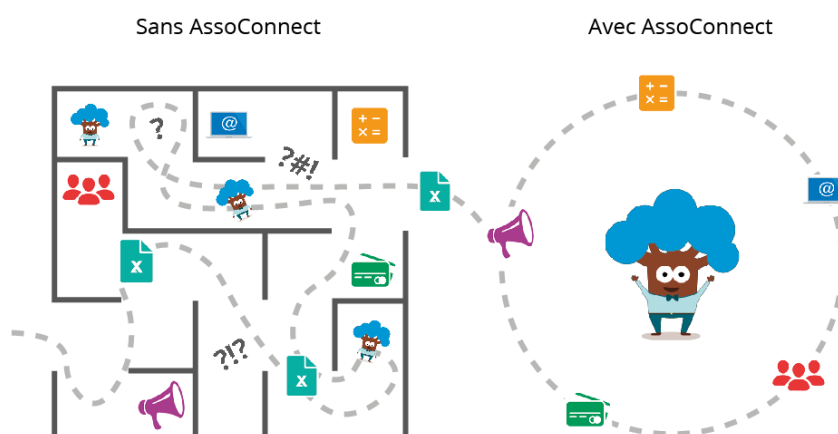 Sans AssoConnect
Avec AssoConnect
+ −
× =
@
?
@
+ −
× =
?#!
X
X
?!?
X